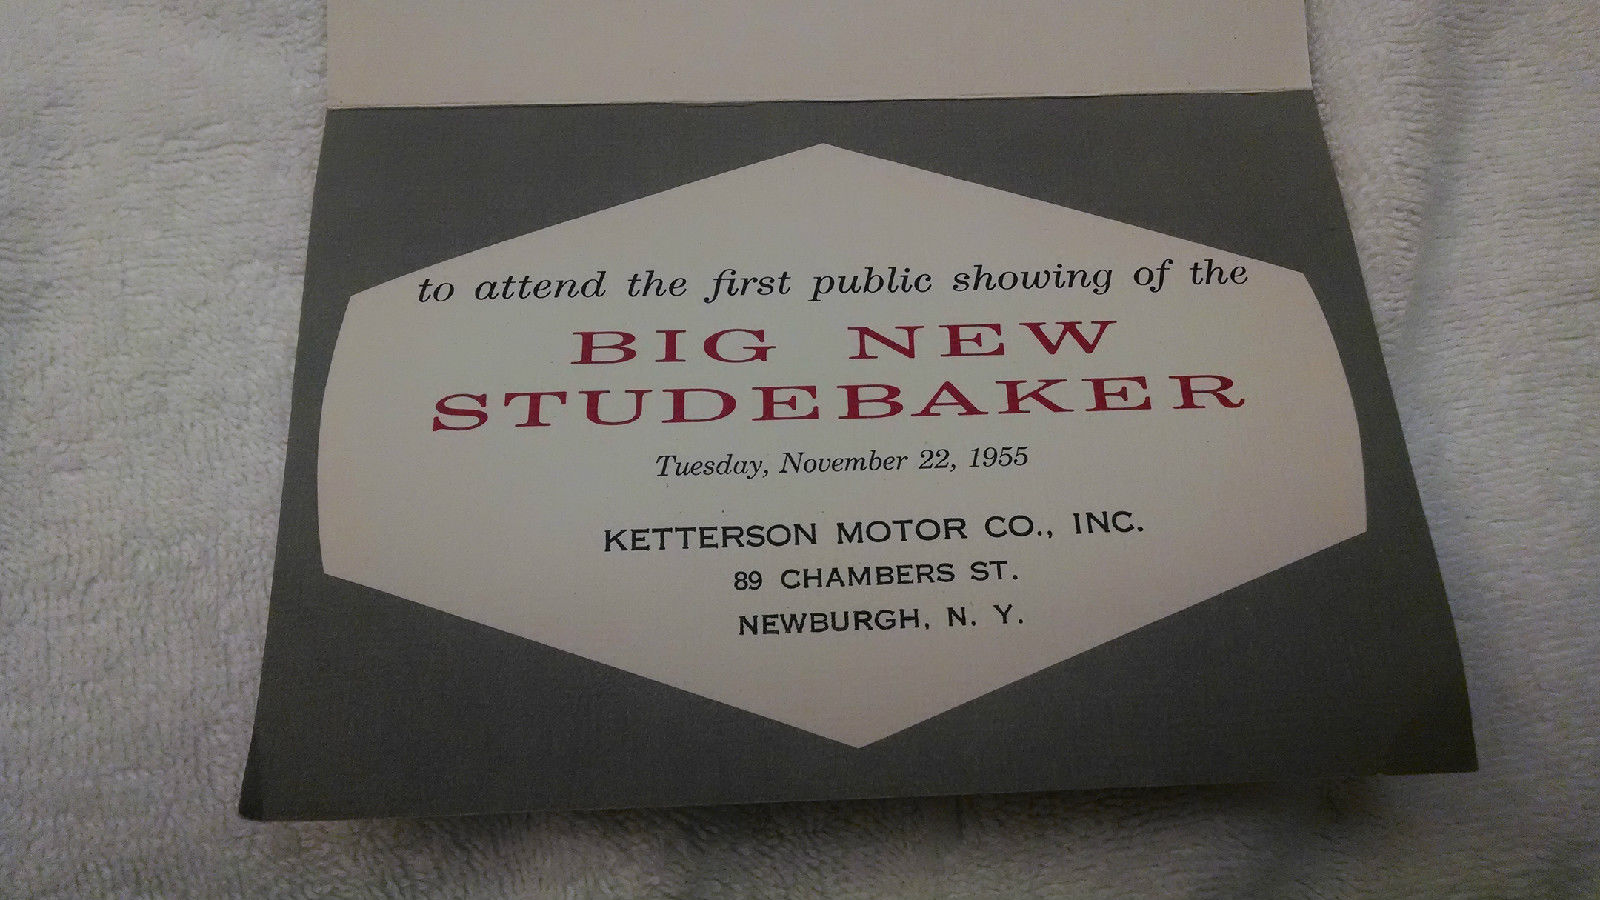 to attend the first public showing of the
BIG NEW
STUDEBAKER
Tuesday, November 22, 1955
KETTERSON MOTOR CO., INC.
89 CHAMBERS ST.
NEWBURGH, N. Y.